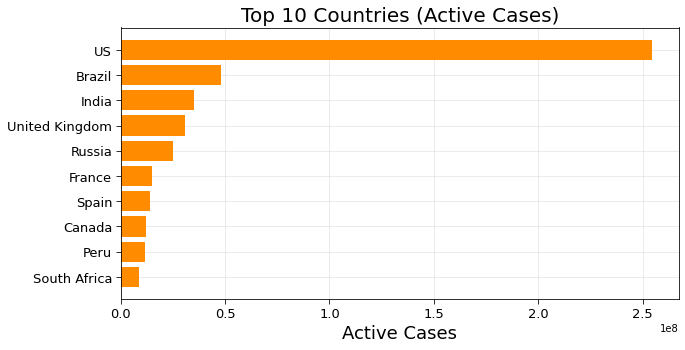 Top 10 Countries (Active Cases)
US
Brazil
India
United Kingdom
Russia
France
Spain
Canada
Peru
South Africa
0.0 0.5 1.0 1.5 2.0 2.5
1e8
Active Cases